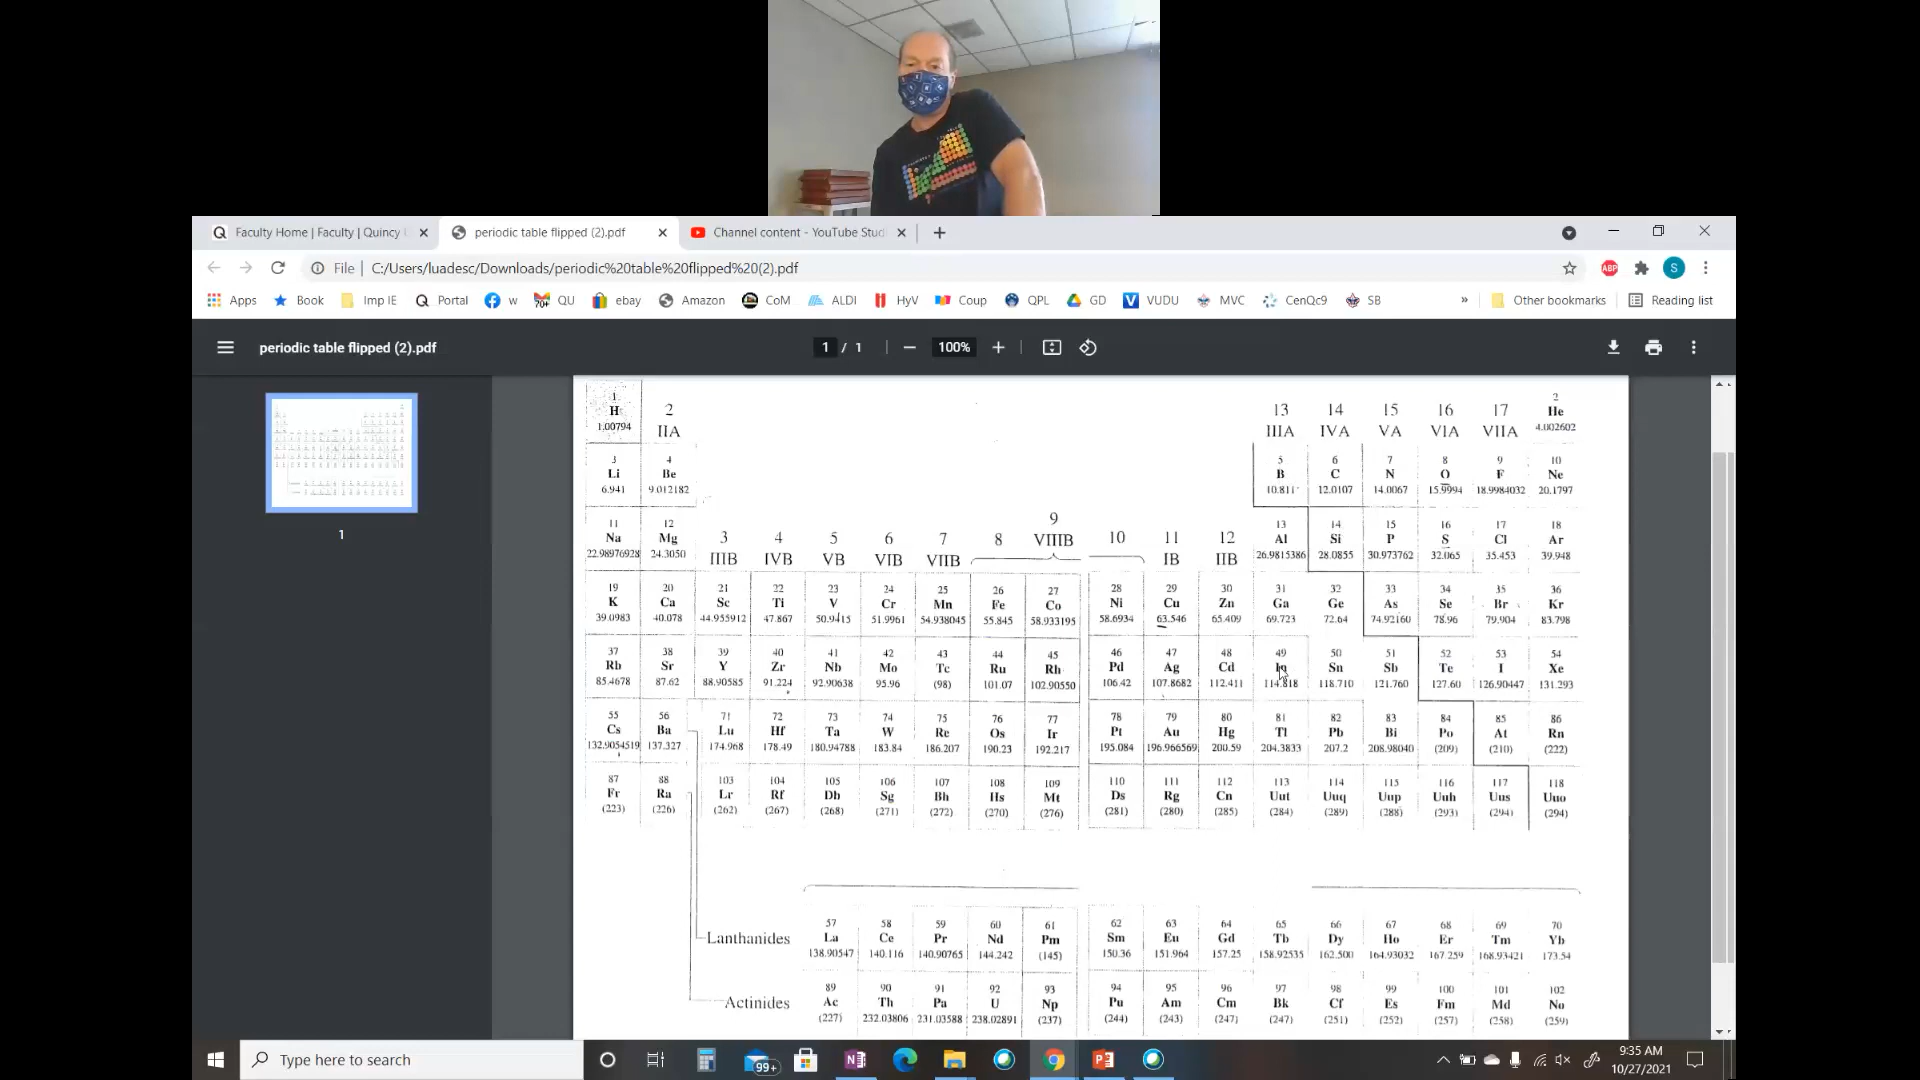 Faculty Home | Faculty | Quincy
periodic table flipped (2).pdf
Channel content - YouTube Stud
File | C:/Users/luadesc/Downloads/periodic%20table%20flipped%20(2).pdf
Apps Book Imp IE Portal w QU ebay Amazon CoM ALDI HyV Coup QPL GD VUDU MVC CenQc9 SB » Other bookmarks Reading list
periodic table flipped (2).pdf 1 / 1 100%
1
1 2
H 2 13 14 15 16 17 He
1.00794 IIA IIIA IVA VA VIA VIIA 4.002602
3 4 5 6 7 8 9 10
Li Be B C N O F Ne
6.941 9.012182 10.811 12.0107 14.0067 15.9994 18.9984032 20.1797
9
11 12 13 14 15 16 17 18
Na Mg 3 4 5 6 7 8 VIIIB 10 11 12 Al Si P S Cl Ar
22.98976928 24.3050 IIIB IVB VB VIB VIIB IB IIB 26.9815386 28.0855 30.973762 32.065 35.453 39.948
19 20 21 22 23 24 25 26 27 28 29 30 31 32 33 34 35 36
K Ca Sc Ti V Cr Mn Fe Co Ni Cu Zn Ga Ge As Se Br Kr
39.0983 40.078 44.955912 47.867 50.9415 51.9961 54.938045 55.845 58.933195 58.6934 63.546 65.409 69.723 72.64 74.92160 78.96 79.904 83.798
37 38 39 40 41 42 43 44 45 46 47 48 49 50 51 52 53 54
Rb Sr Y Zr Nb Mo Tc Ru Rh Pd Ag Cd In Sn Sb Te I Xe
85.4678 87.62 88.90585 91.224 92.90638 95.96 (98) 101.07 102.90550 106.42 107.8682 112.411 114.818 118.710 121.760 127.60 126.90447 131.293
55 56 71 72 73 74 75 76 77 78 79 80 81 82 83 84 85 86
Cs Ba Lu Hf Ta W Re Os Ir Pt Au Hg Tl Pb Bi Po At Rn
132.9054519 137.327 174.968 178.49 180.94788 183.84 186.207 190.23 192.217 195.084 196.966569 200.59 204.3833 207.2 208.98040 (209) (210) (222)
87 88 103 104 105 106 107 108 109 110 111 112 113 114 115 116 117 118
Fr Ra Lr Rf Db Sg Bh Hs Mt Ds Rg Cn Uut Uuq Uup Uuh Uus Uuo
(223) (226) (262) (267) (268) (271) (272) (270) (276) (281) (280) (285) (284) (289) (288) (293) (294) (294)
57 58 59 60 61 62 63 64 65 66 67 68 69 70
Lanthanides La Ce Pr Nd Pm Sm Eu Gd Tb Dy Ho Er Tm Yb
138.90547 140.116 140.90765 144.242 (145) 150.36 151.964 157.25 158.92535 162.500 164.93032 167.259 168.93421 173.54
89 90 91 92 93 94 95 96 97 98 99 100 101 102
Actinides Ac Th Pa U Np Pu Am Cm Bk Cf Es Fm Md No
(227) 232.03806 231.03588 238.02891 (237) (244) (243) (247) (247) (251) (252) (257) (258) (259)
Type here to search 99+ 9:35 AM
10/27/2021